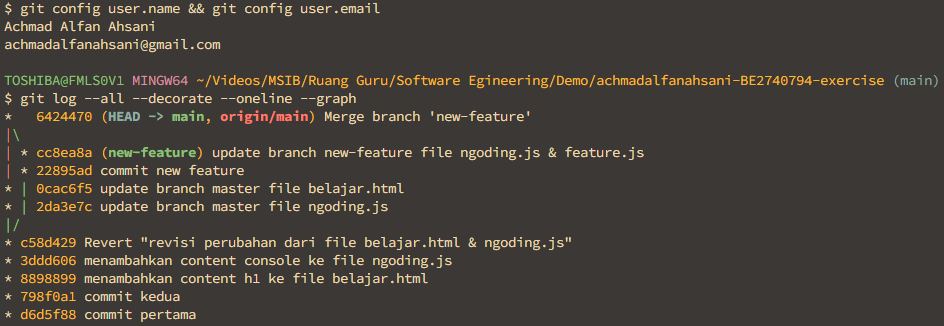 $ git config user.name && git config user.email
Achmad Alfan Ahsani
achmadalfanahsani@gmail.com
TOSHIBA@FMLS0V1 MINGW64 ~/Videos/MSIB/Ruang Guru/Software Egineering/Demo/achmadalfanahsani-BE2740794-exercise (main)
$ git log --all --decorate --oneline --graph
*   6424470 (HEAD -> main, origin/main) Merge branch 'new-feature'
|\
| * cc8ea8a (new-feature) update branch new-feature file ngoding.js & feature.js
| * 22895ad commit new feature
* | 0cac6f5 update branch master file belajar.html
* | 2da3e7c update branch master file ngoding.js
|/
* c58d429 Revert "revisi perubahan dari file belajar.html & ngoding.js"
* 3ddd606 menambahkan content console ke file ngoding.js
* 8898899 menambahkan content h1 ke file belajar.html
* 798f0a1 commit kedua
* d6d5f88 commit pertama